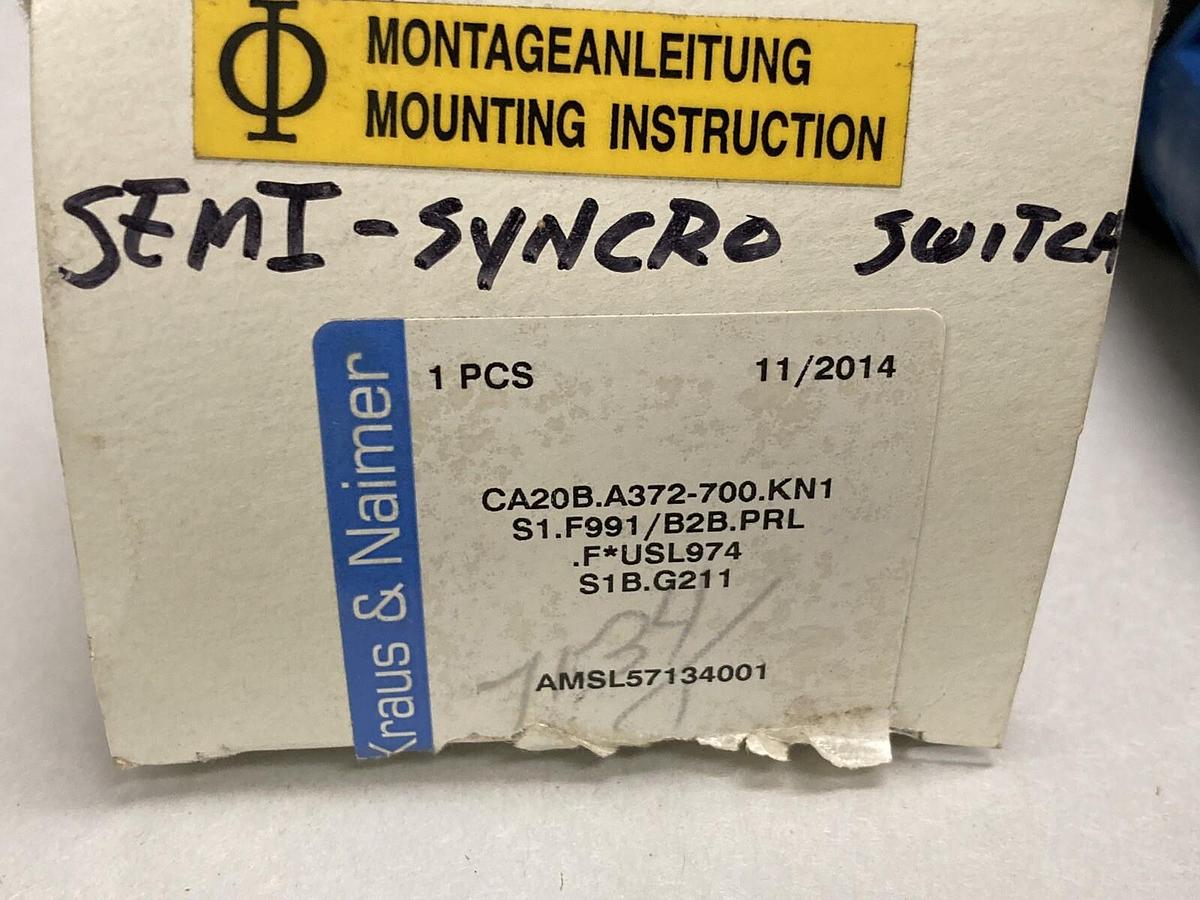 MONTAGEANLEITUNG
MOUNTING INSTRUCTION
SEMI-SYNCRO SWITCH
Kraus & Naimer
1 PCS 11/2014
CA20B.A372-700.KN1
S1.F991/B2B.PRL
.F*USL974
S1B.G211
AMSL57134001